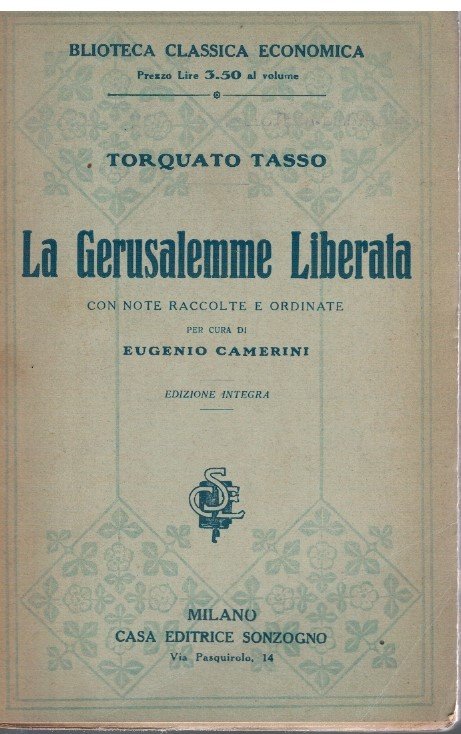 BLIOTECA CLASSICA ECONOMICA
Prezzo Lire 3.50 al volume
TORQUATO TASSO
La Gerusalemme Liberata
CON NOTE RACCOLTE E ORDINATE
PER CURA DI
EUGENIO CAMERINI
EDIZIONE INTEGRA
MILANO
CASA EDITRICE SONZOGNO
Via Pasquirolo, 14